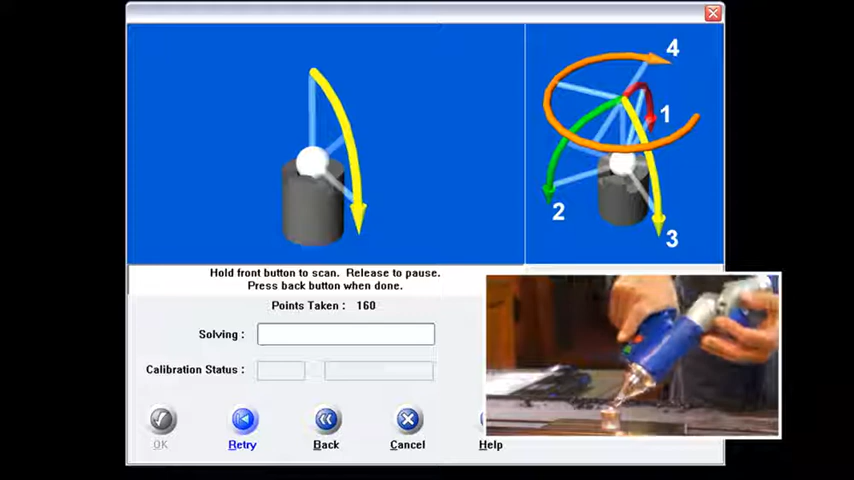 4
1
2
3
Hold front button to scan. Release to pause.
Press back button when done.
Points Taken : 160
Solving :
Calibration Status :
OK
Retry
Back
Cancel
Help